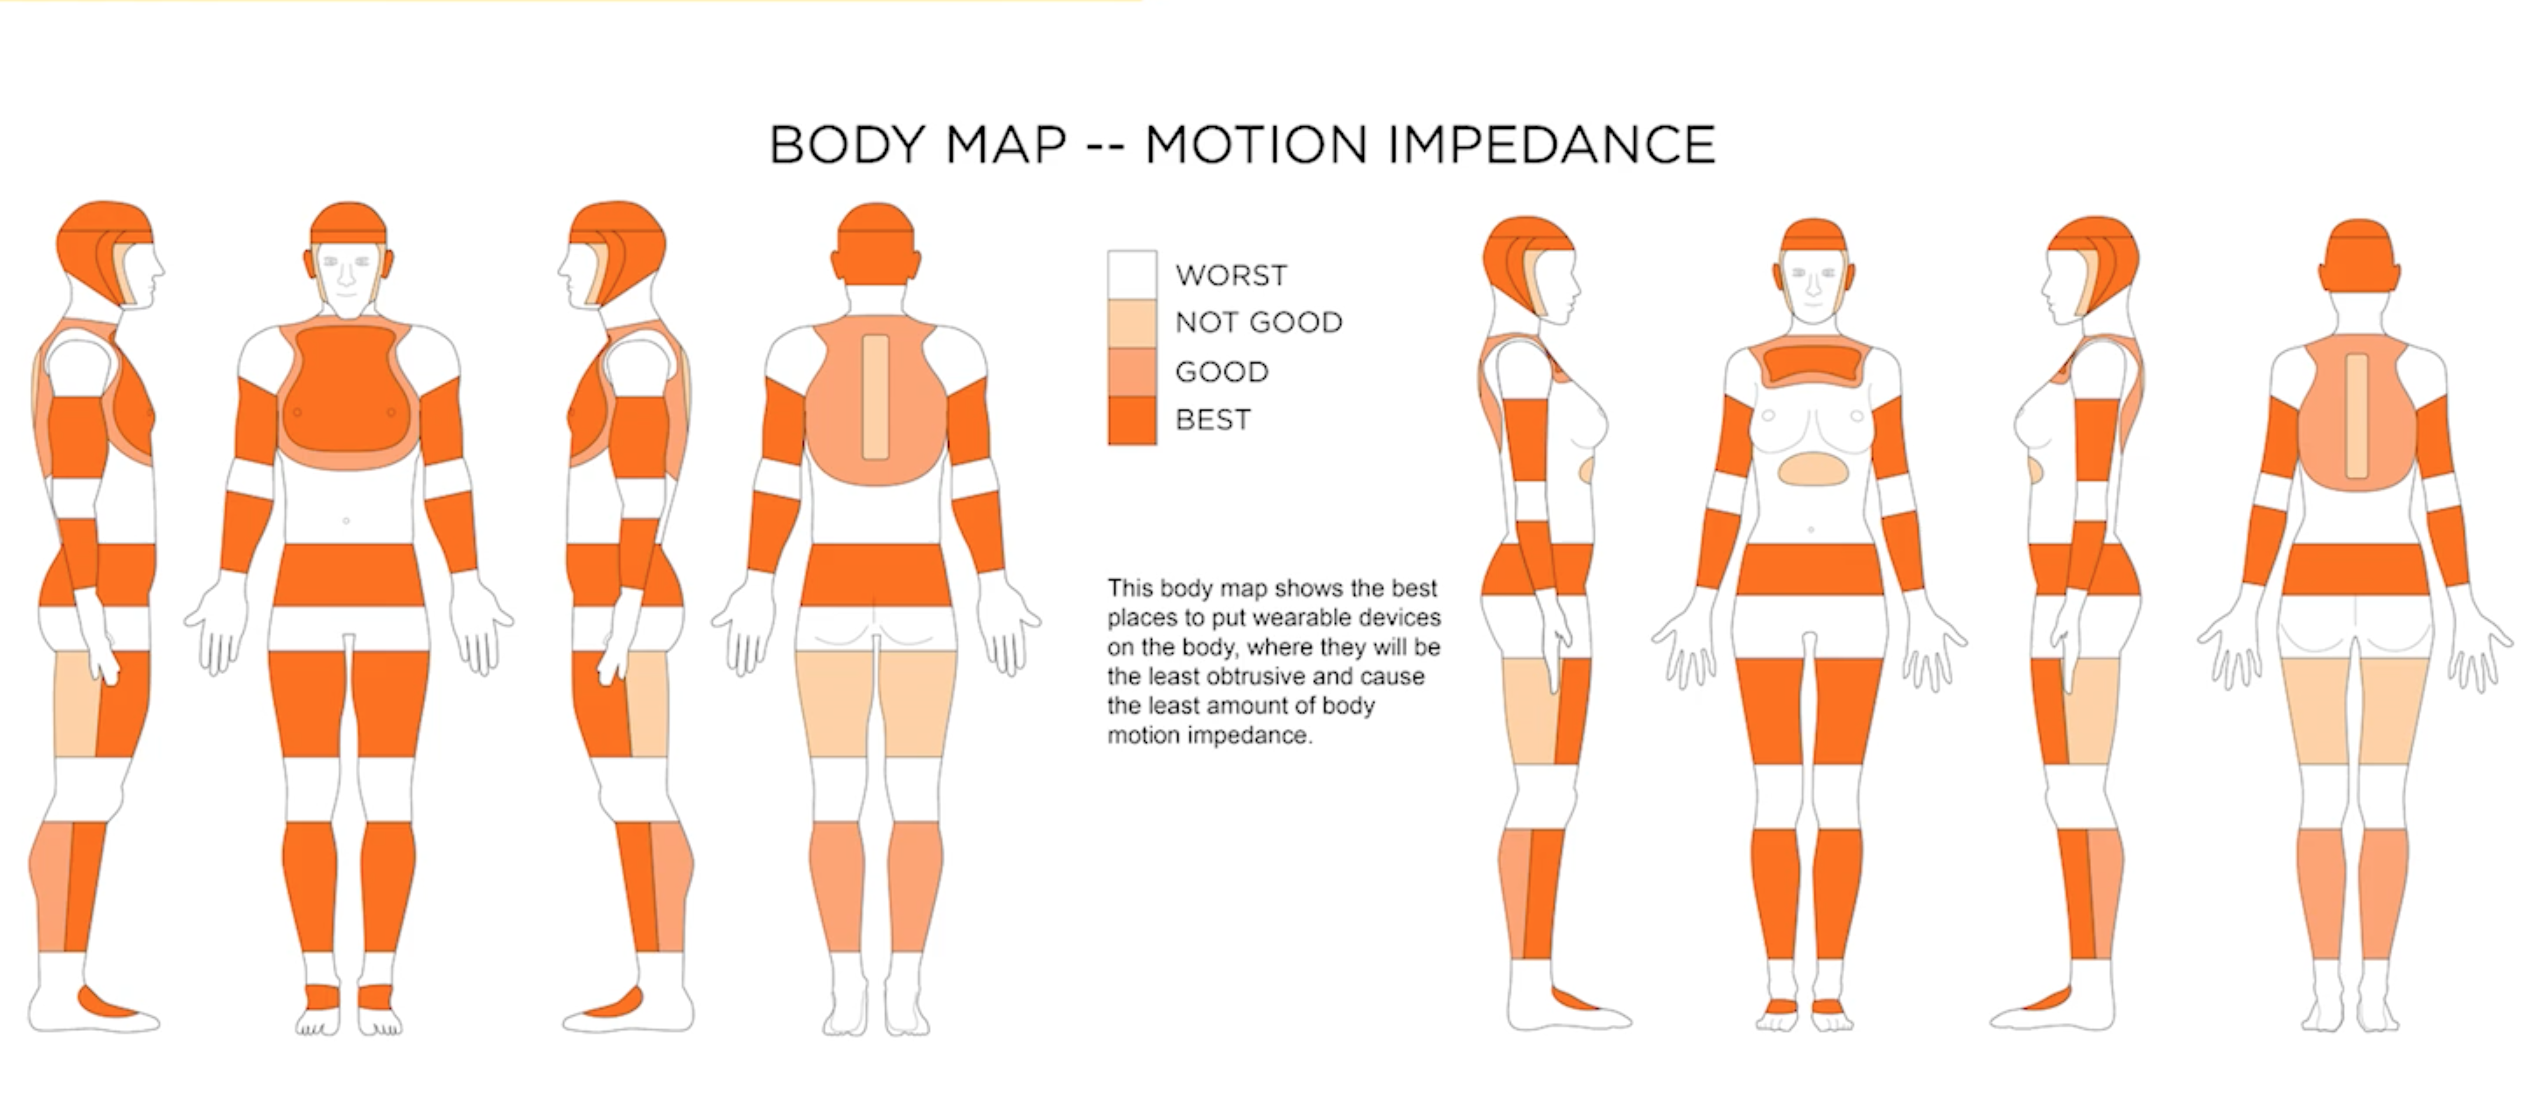 BODY MAP -- MOTION IMPEDANCE
WORST
NOT GOOD
GOOD
BEST
This body map shows the best
places to put wearable devices
on the body, where they will be
the least obtrusive and cause
the least amount of body
motion impedance.